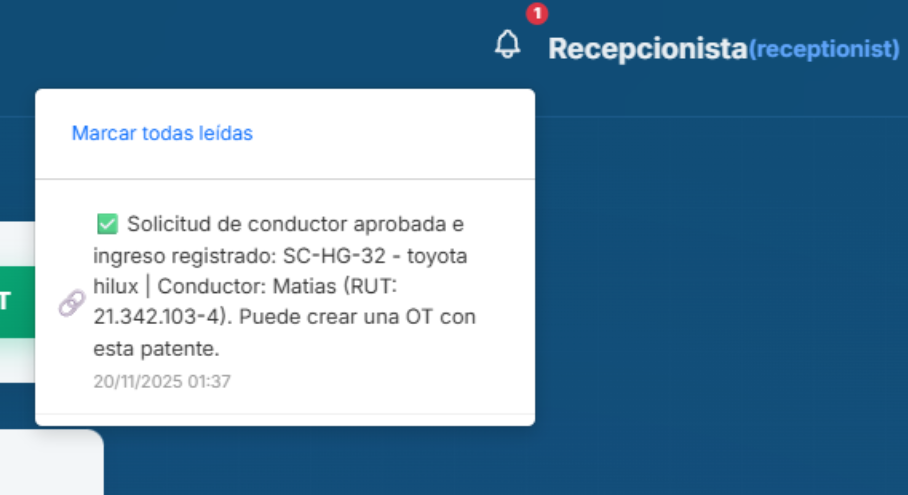 1
Recepcionista(receptionist)
Marcar todas leídas
✅ Solicitud de conductor aprobada e
ingreso registrado: SC-HG-32 - toyota
hilux | Conductor: Matias (RUT:
21.342.103-4). Puede crear una OT con
esta patente.
20/11/2025 01:37
T